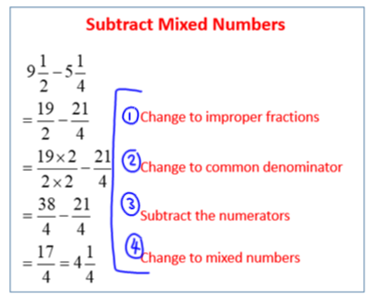 Subtract Mixed Numbers
9 1/2 − 5 1/4
= 19/2 − 21/4 ① Change to improper fractions
= 19×2/2×2 − 21/4 ② Change to common denominator
= 38/4 − 21/4 ③ Subtract the numerators
= 17/4 = 4 1/4 ④ Change to mixed numbers